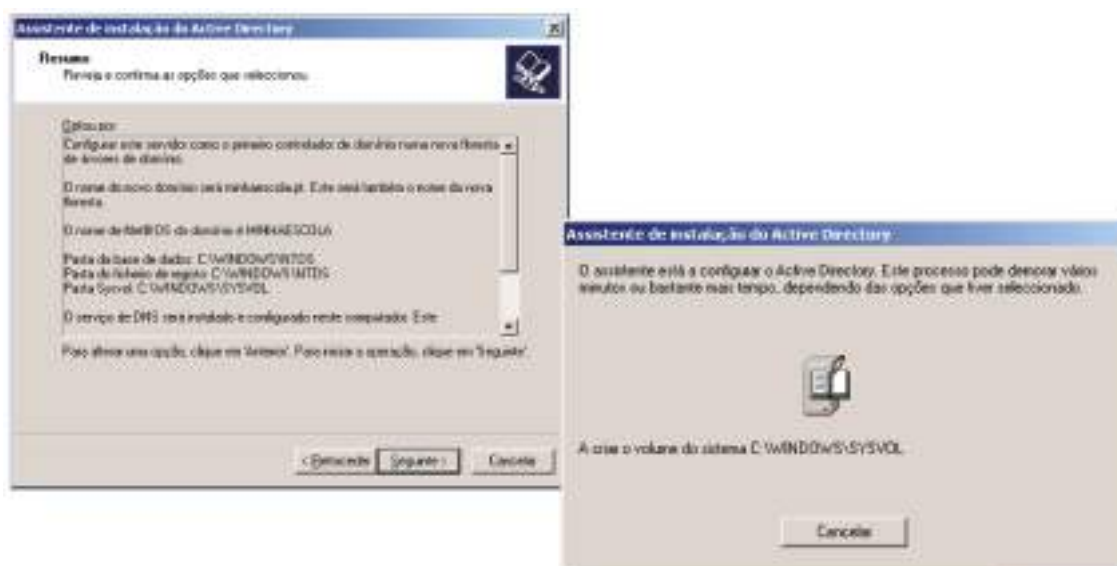 Assistente de instalação do Active Directory
Resumo
Reveja e confirma as opções que seleccionou.
Optou por:
Configurar este servidor como o primeiro controlador de domínio numa nova floresta
de árvores de domínio.
O nome do novo domínio será minhaescola.pt. Este será também o nome da nova
floresta.
O nome de NetBIOS do domínio é MINHAESCOLA
Pasta da base de dados: C:\WINDOWS\NTDS
Pasta do ficheiro de registo: C:\WINDOWS\NTDS
Pasta Sysvol: C:\WINDOWS\SYSVOL
O serviço de DNS será instalado e configurado neste computador. Este
Para alterar uma opção, clique em 'Anterior'. Para iniciar a operação, clique em 'Seguinte'.
< Retroceder Seguinte > Cancelar
Assistente de instalação do Active Directory
O assistente está a configurar o Active Directory. Este processo pode demorar vários
minutos ou bastante mais tempo, dependendo das opções que tiver seleccionado.
A criar o volume do sistema C:\WINDOWS\SYSVOL
Cancelar